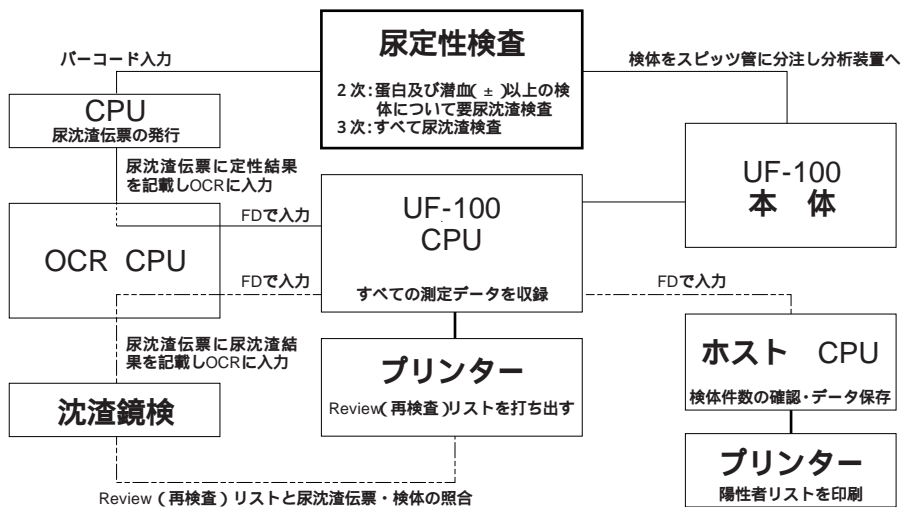 尿定性検査
2次:蛋白及び潜血(±)以上の検
体について要尿沈渣検査
3次:すべて尿沈渣検査
バーコード入力
検体をスピッツ管に分注し分析装置へ
CPU
尿沈渣伝票の発行
尿沈渣伝票に定性結果
を記載しOCRに入力
UF-100
本 体
UF-100
CPU
すべての測定データを収録
FDで入力
OCR CPU
FDで入力
FDで入力
尿沈渣伝票に尿沈渣結
果を記載しOCRに入力
プリンター
Review(再検査)リストを打ち出す
ホスト CPU
検体件数の確認・データ保存
沈渣鏡検
プリンター
陽性者リストを印刷
Review(再検査)リストと尿沈渣伝票・検体の照合